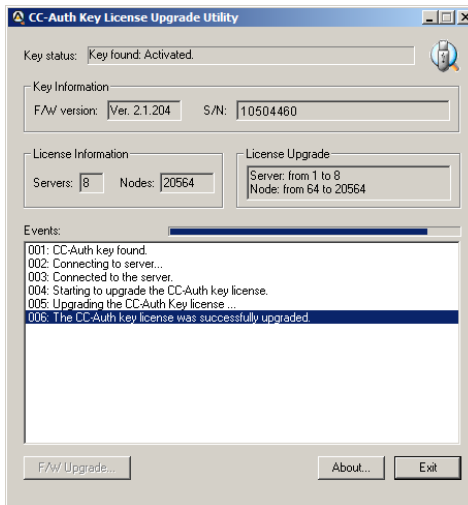 CC-Auth Key License Upgrade Utility
Key status: Key found: Activated.
Key Information
F/W version: Ver. 2.1.204 S/N: 10504460
License Information
Servers: 8 Nodes: 20564
License Upgrade
Server: from 1 to 8
Node: from 64 to 20564
Events:
001: CC-Auth key found.
002: Connecting to server...
003: Connected to the server.
004: Starting to upgrade the CC-Auth key license.
005: Upgrading the CC-Auth Key license ...
006: The CC-Auth key license was successfully upgraded.
F/W Upgrade... About... Exit